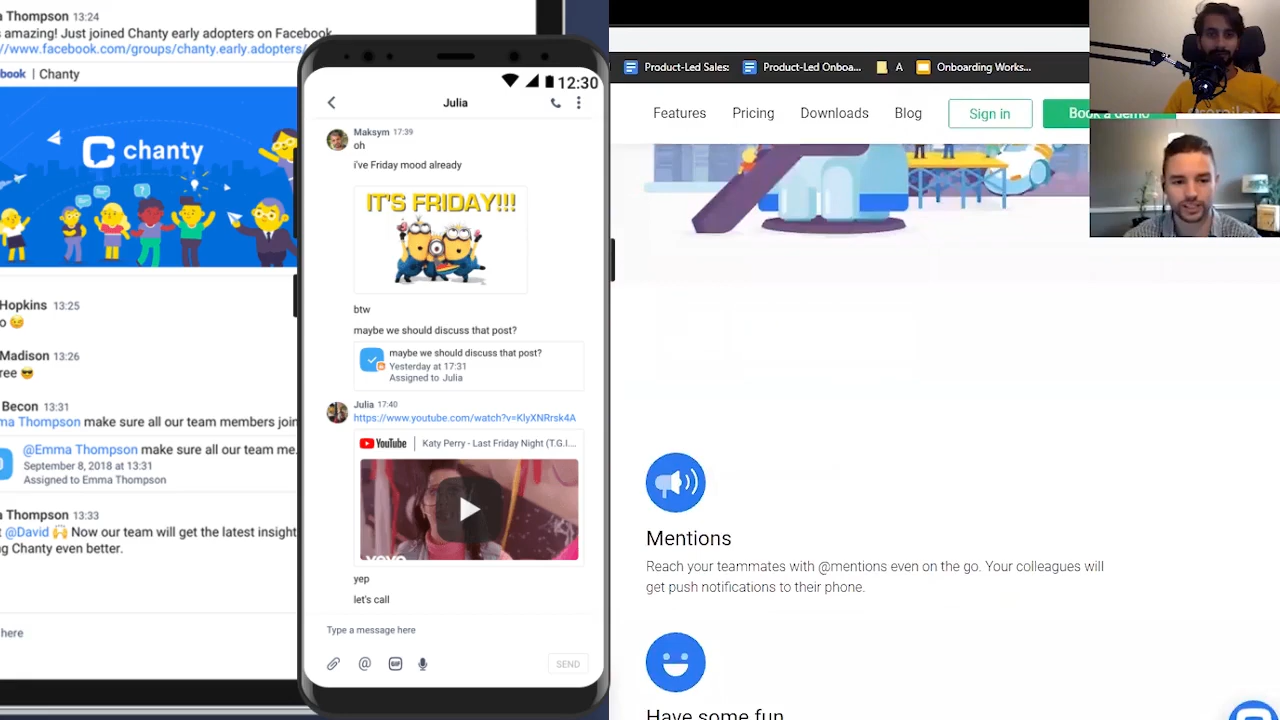 a Thompson 13:24
s amazing! Just joined Chanty early adopters on Facebook
//www.facebook.com/groups/chanty.early.adopters/
book | Chanty
chanty
Hopkins 13:25
o 😉
Madison 13:26
ree 😎
Becon 13:31
ma Thompson make sure all our team members join
@Emma Thompson make sure all our team me...
September 8, 2018 at 13:31
Assigned to Emma Thompson
a Thompson 13:33
t @David 🙌 Now our team will get the latest insight
g Chanty even better.
here
12:30
Julia
Maksym 17:39
oh
i've Friday mood already
IT'S FRIDAY!!!
btw
maybe we should discuss that post?
maybe we should discuss that post?
Yesterday at 17:31
Assigned to Julia
Julia 17:40
https://www.youtube.com/watch?v=KlyXNRrsk4A
YouTube | Katy Perry - Last Friday Night (T.G.I...
vevo
yep
let's call
Type a message here
@ GIF
SEND
Product-Led Sales: Product-Led Onboa... A Onboarding Works...
Features Pricing Downloads Blog Sign in Book a demo
Mentions
Reach your teammates with @mentions even on the go. Your colleagues will
get push notifications to their phone.
Have some fun